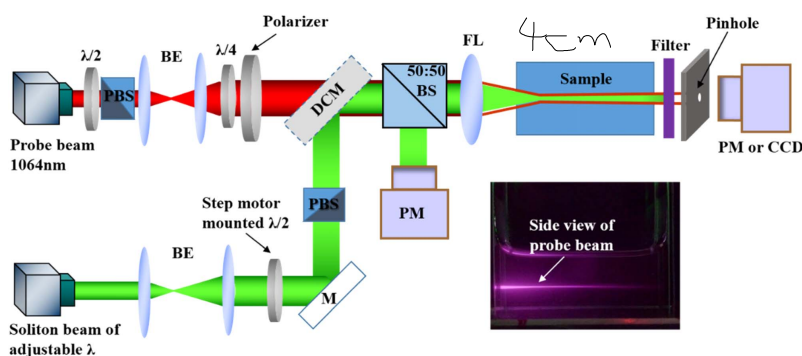 Polarizer
λ/2
BE
λ/4
PBS
DCM
50:50
BS
FL
4cm
Sample
Filter
Pinhole
Probe beam
1064nm
PM or CCD
Step motor
mounted λ/2
PBS
PM
BE
M
Soliton beam of
adjustable λ
Side view of
probe beam